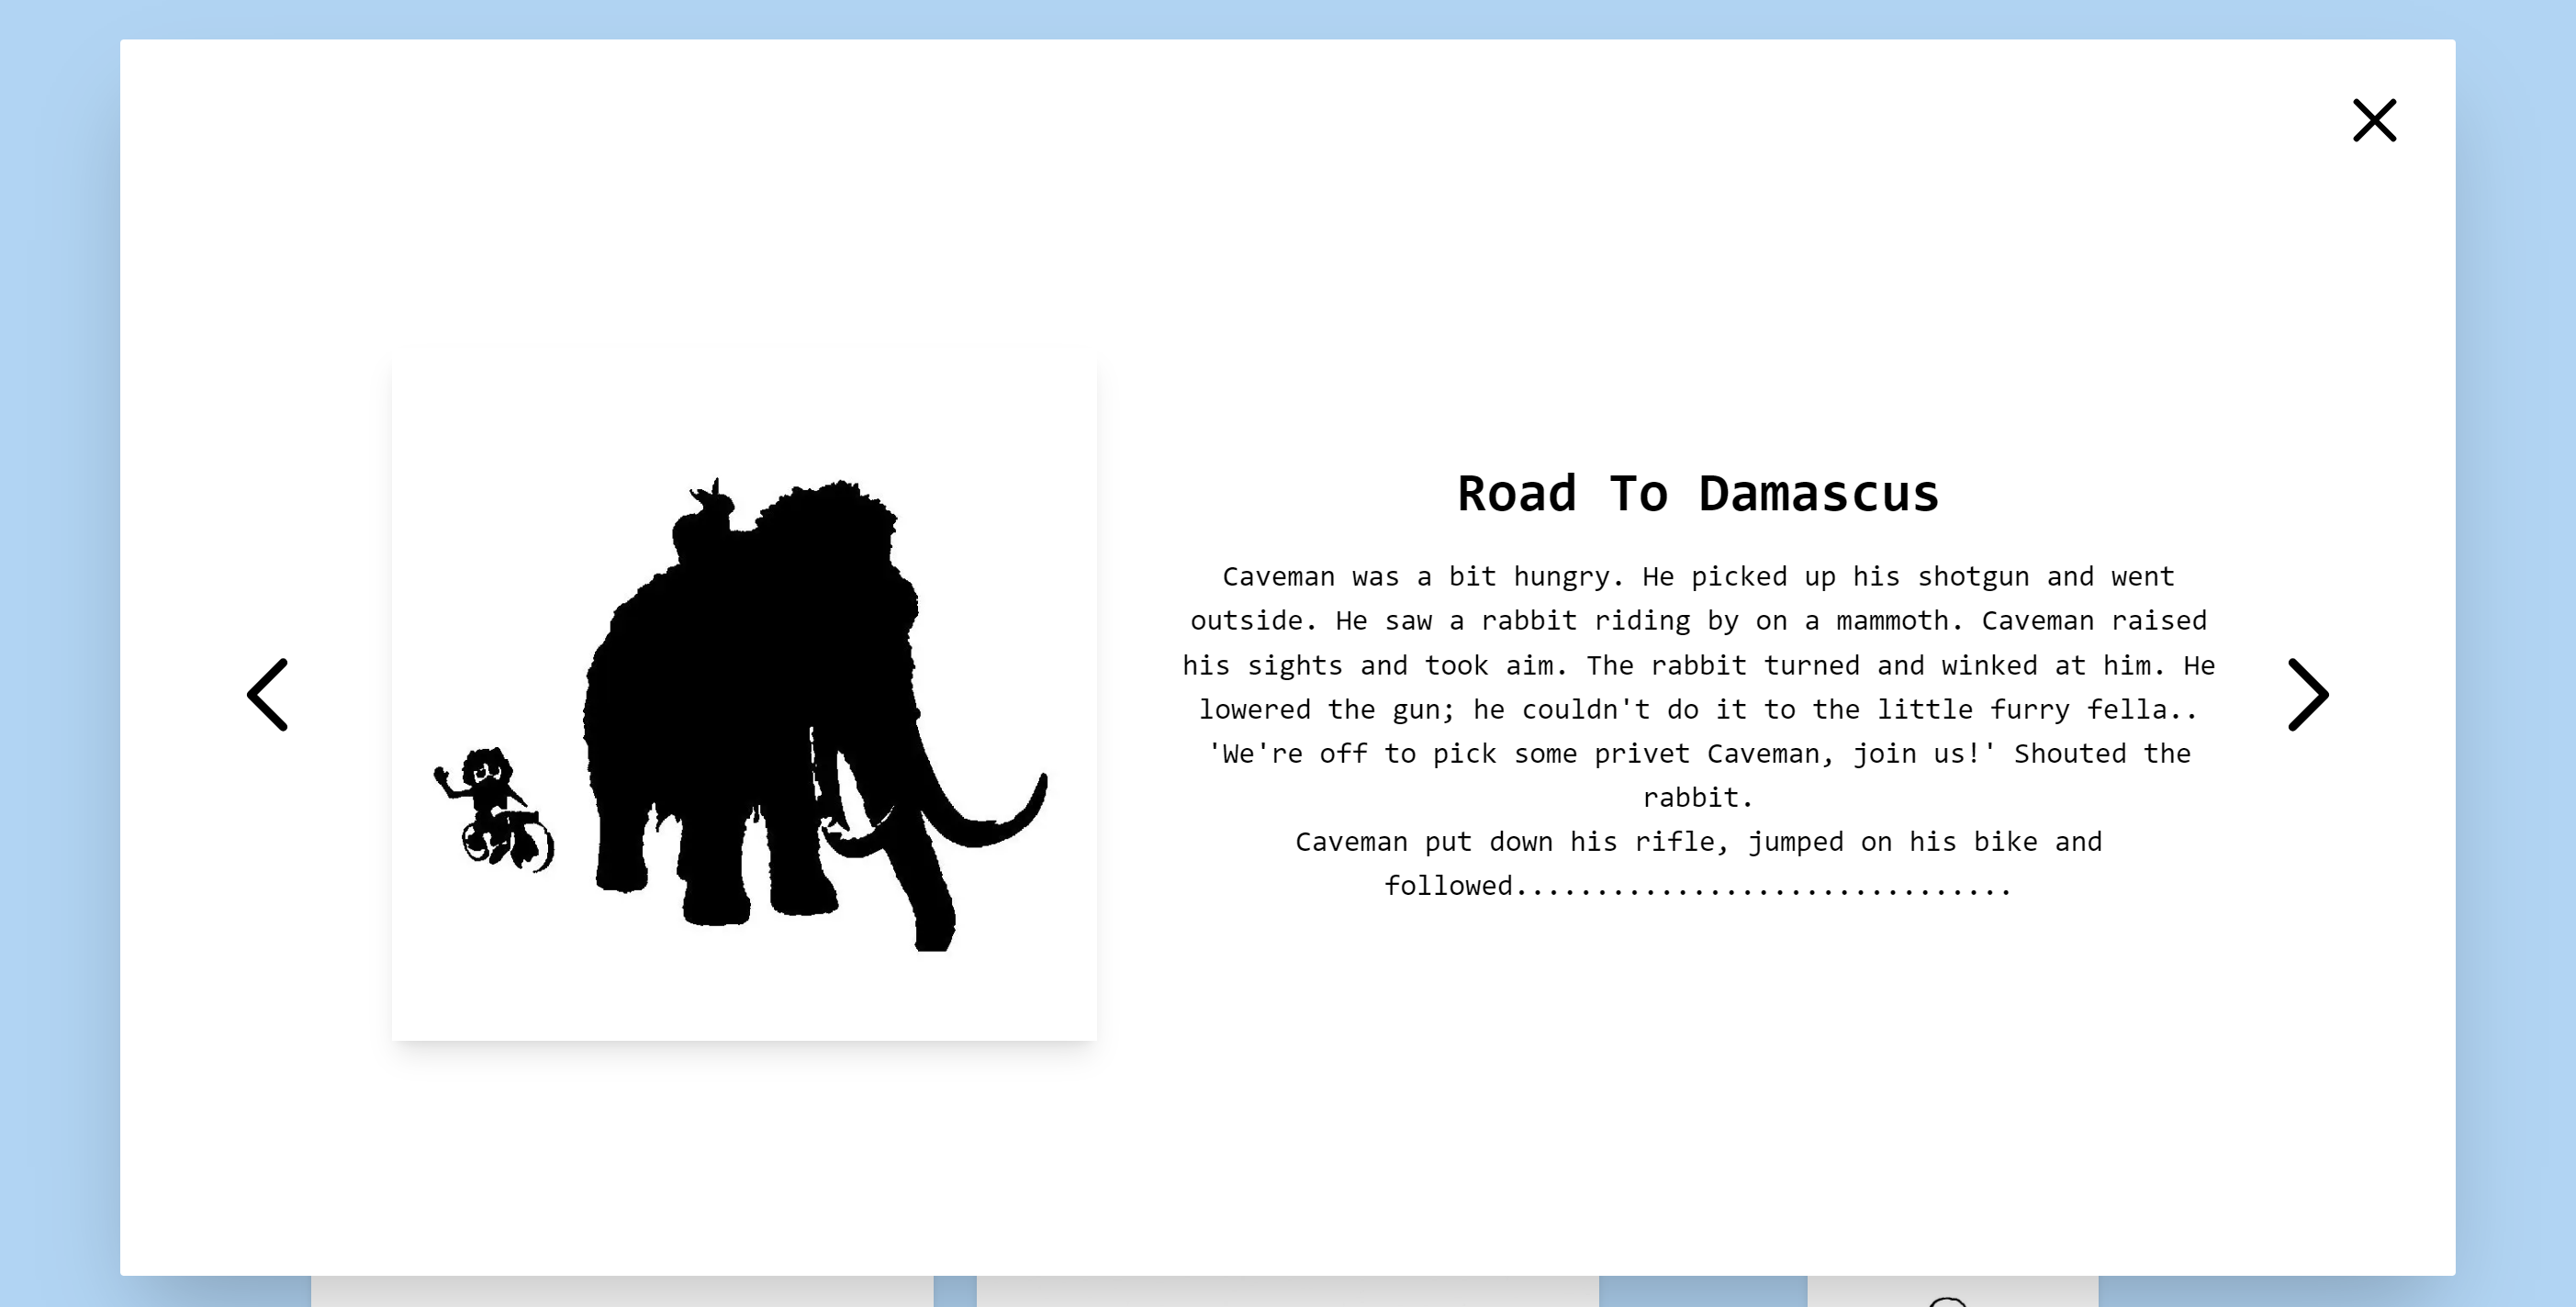 Road To Damascus
Caveman was a bit hungry. He picked up his shotgun and went
outside. He saw a rabbit riding by on a mammoth. Caveman raised
his sights and took aim. The rabbit turned and winked at him. He
lowered the gun; he couldn't do it to the little furry fella..
'We're off to pick some privet Caveman, join us!' Shouted the
rabbit.
Caveman put down his rifle, jumped on his bike and
followed...............................